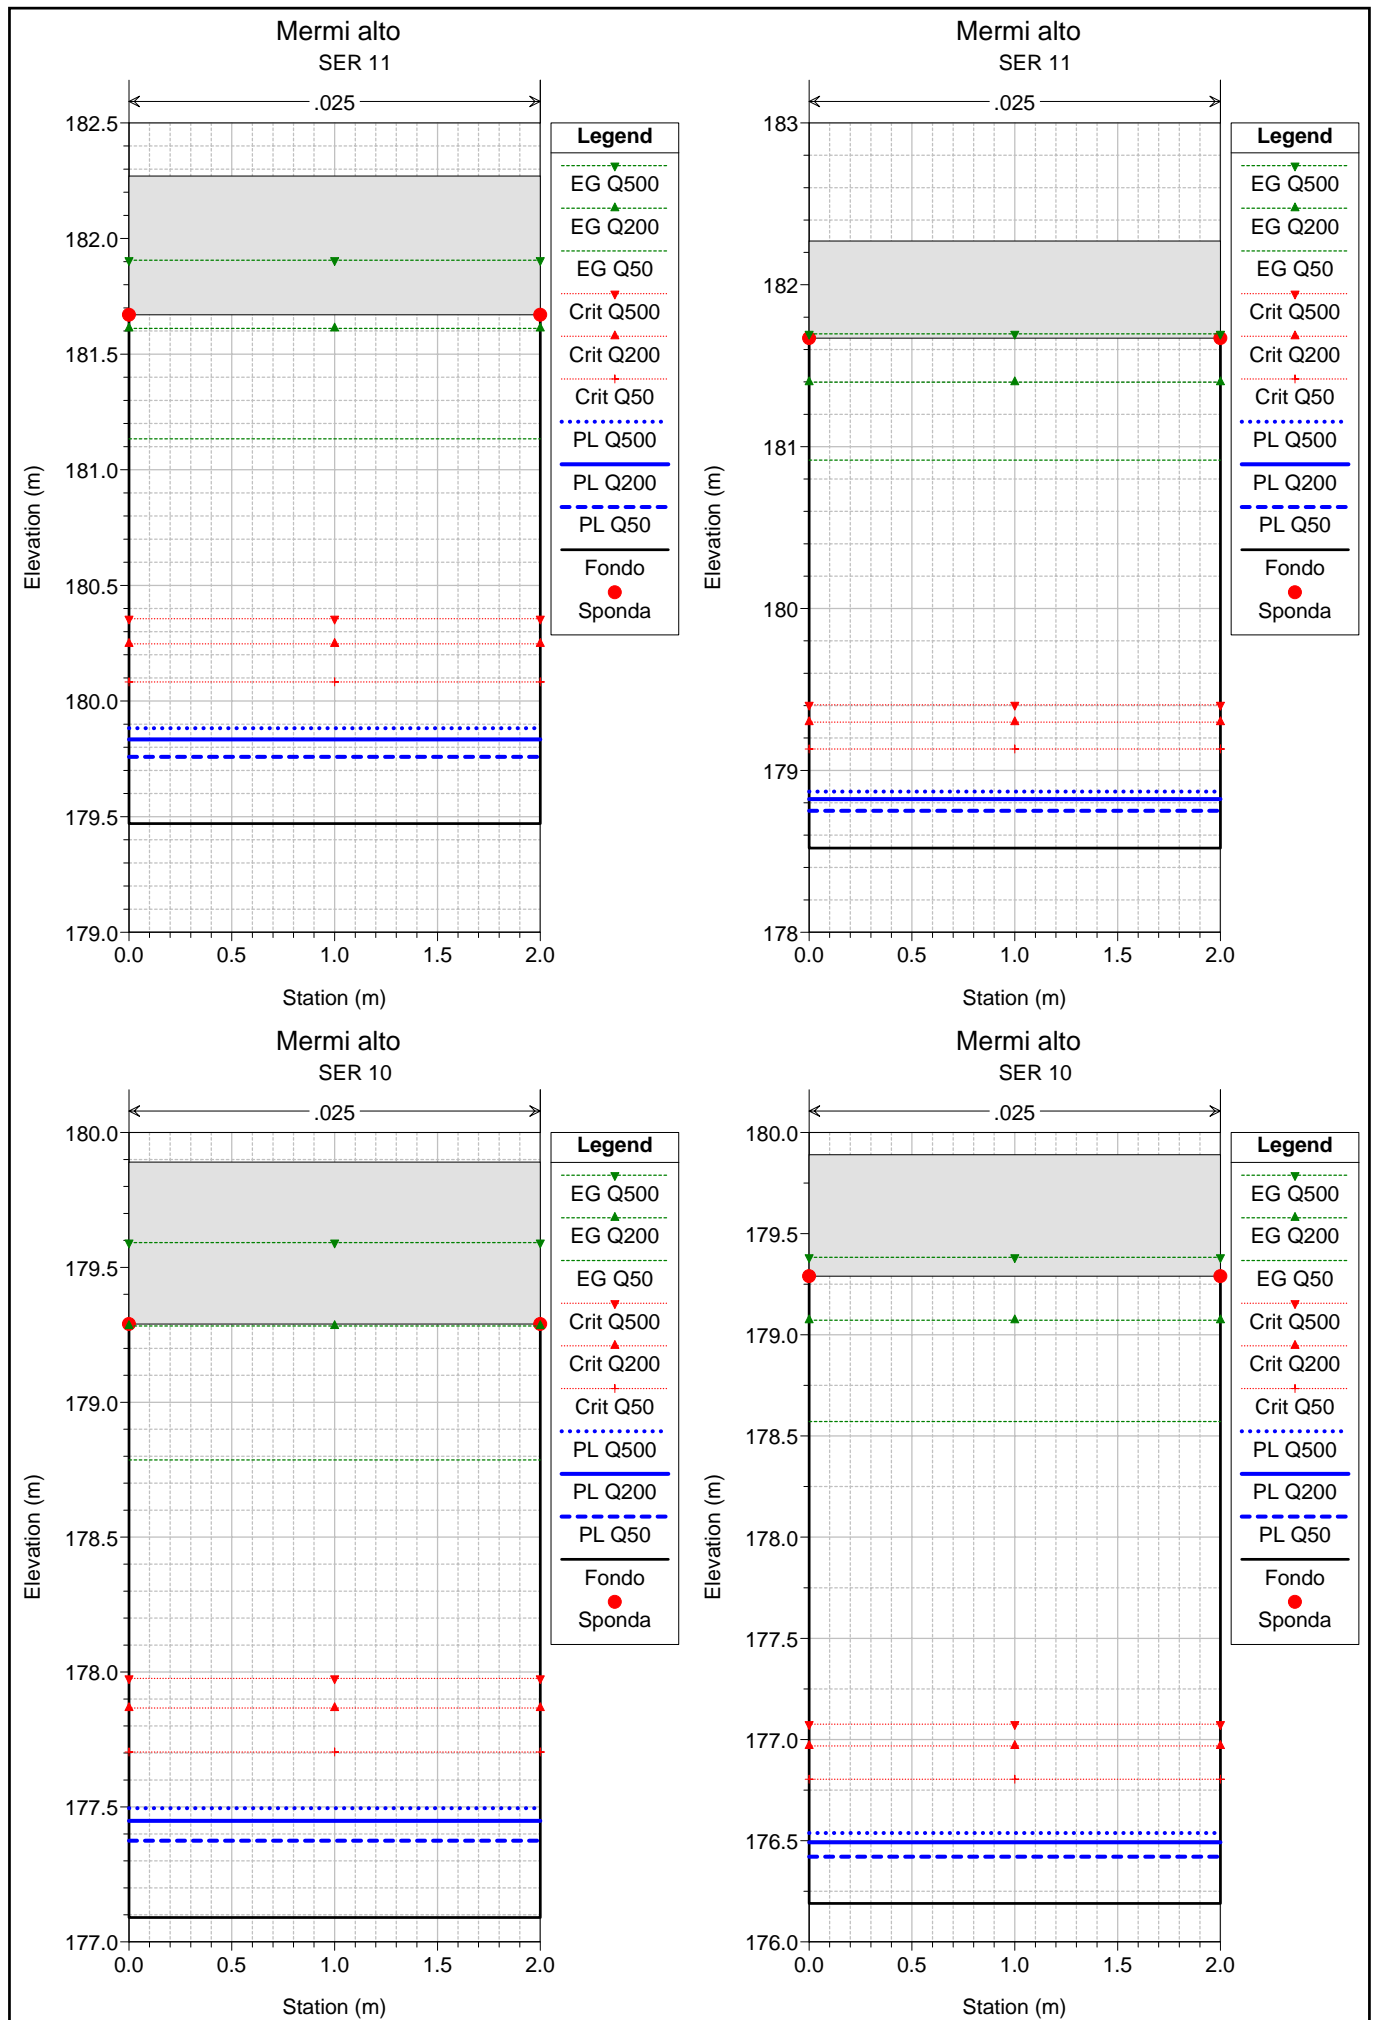 Mermi alto
SER 11
.025
182.5
182.0
181.5
181.0
180.5
180.0
179.5
179.0
0.0 0.5 1.0 1.5 2.0
Station (m)
Elevation (m)
Legend
EG Q500
EG Q200
EG Q50
Crit Q500
Crit Q200
Crit Q50
PL Q500
PL Q200
PL Q50
Fondo
Sponda
Mermi alto
SER 11
.025
183
182
181
180
179
178
0.0 0.5 1.0 1.5 2.0
Station (m)
Elevation (m)
Legend
EG Q500
EG Q200
EG Q50
Crit Q500
Crit Q200
Crit Q50
PL Q500
PL Q200
PL Q50
Fondo
Sponda
Mermi alto
SER 10
.025
180.0
179.5
179.0
178.5
178.0
177.5
177.0
0.0 0.5 1.0 1.5 2.0
Station (m)
Elevation (m)
Legend
EG Q500
EG Q200
EG Q50
Crit Q500
Crit Q200
Crit Q50
PL Q500
PL Q200
PL Q50
Fondo
Sponda
Mermi alto
SER 10
.025
180.0
179.5
179.0
178.5
178.0
177.5
177.0
176.5
176.0
0.0 0.5 1.0 1.5 2.0
Station (m)
Elevation (m)
Legend
EG Q500
EG Q200
EG Q50
Crit Q500
Crit Q200
Crit Q50
PL Q500
PL Q200
PL Q50
Fondo
Sponda